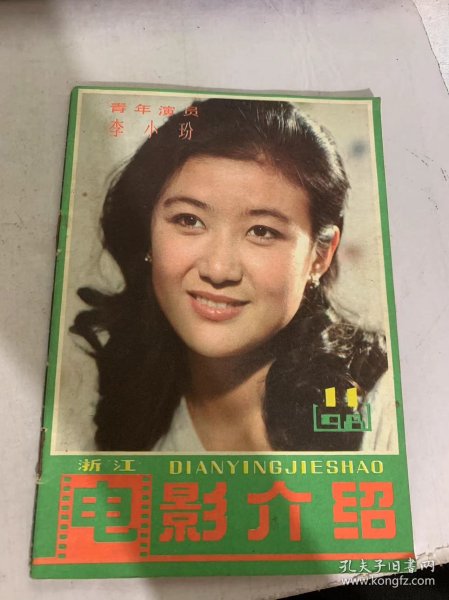 青年演员
李小玢
11
1981
浙江 DIANYINGJIESHAO
电影介绍
孔夫子旧书网
www.kongfz.com